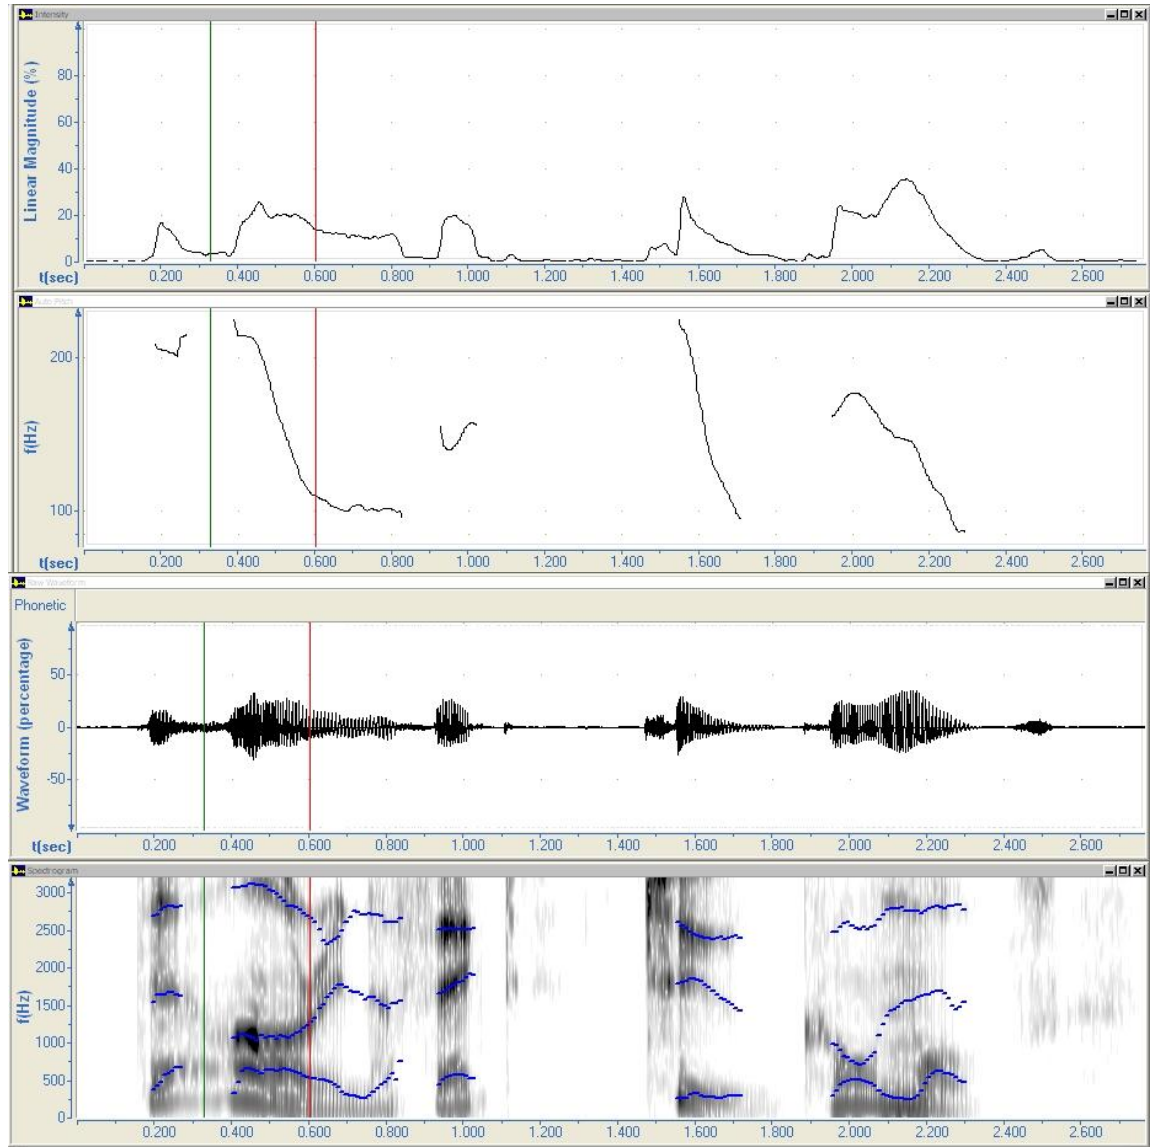 Intensity
Linear Magnitude (%)
80
60
40
20
0
t(sec)
0.200 0.400 0.600 0.800 1.000 1.200 1.400 1.600 1.800 2.000 2.200 2.400 2.600
Auto Pitch
f(Hz)
200
100
t(sec)
0.200 0.400 0.600 0.800 1.000 1.200 1.400 1.600 1.800 2.000 2.200 2.400 2.600
Raw Waveform
Phonetic
Waveform (percentage)
50
0
-50
t(sec)
0.200 0.400 0.600 0.800 1.000 1.200 1.400 1.600 1.800 2.000 2.200 2.400 2.600
Spectrogram
f(Hz)
3000
2500
2000
1500
1000
500
0
0.200 0.400 0.600 0.800 1.000 1.200 1.400 1.600 1.800 2.000 2.200 2.400 2.600